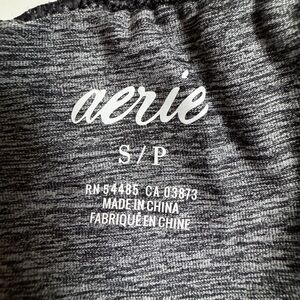 aerie
S/P
RN 54485 CA 03873
MADE IN CHINA
FABRIQUÉ EN CHINE